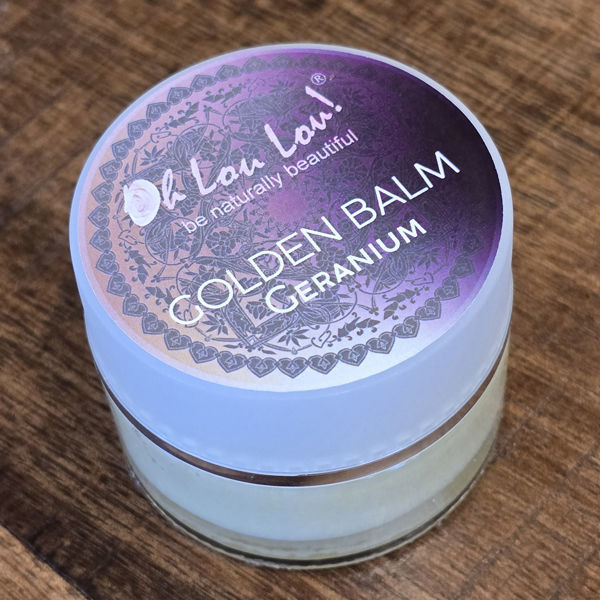 Oh Lou Lou!®
be naturally beautiful
GOLDEN BALM
GERANIUM